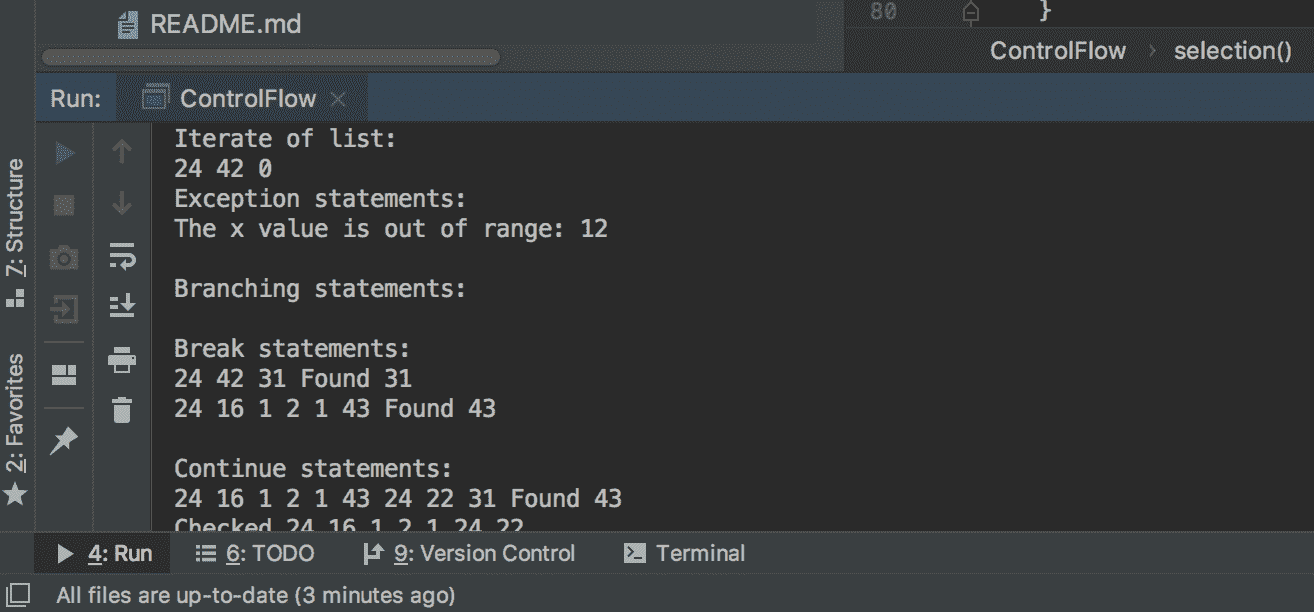 README.md
80 }
ControlFlow › selection()
Run: ControlFlow
7: Structure
2: Favorites
Iterate of list:
24 42 0
Exception statements:
The x value is out of range: 12
Branching statements:
Break statements:
24 42 31 Found 31
24 16 1 2 1 43 Found 43
Continue statements:
24 16 1 2 1 43 24 22 31 Found 43
Checked 24 16 1 2 1 24 22
4: Run 6: TODO 9: Version Control Terminal
All files are up-to-date (3 minutes ago)